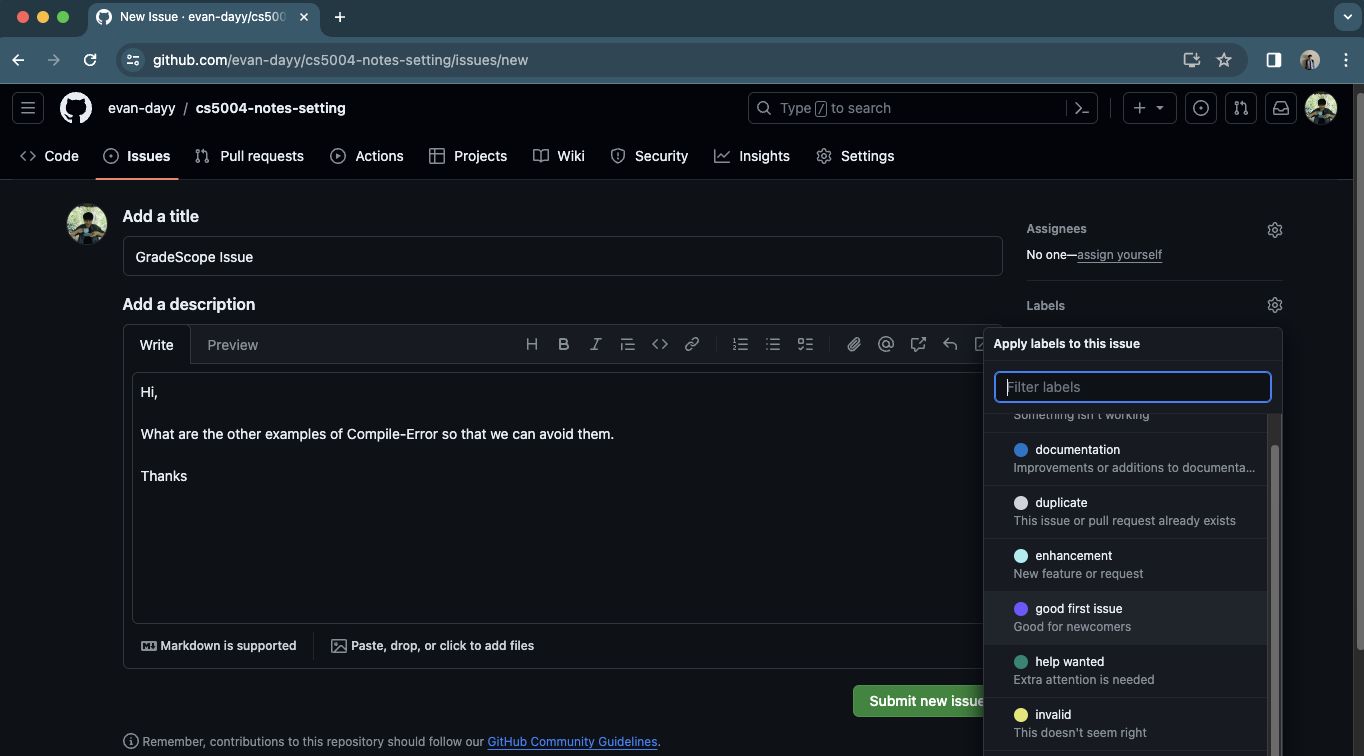 New Issue · evan-dayy/cs500
github.com/evan-dayy/cs5004-notes-setting/issues/new
evan-dayy / cs5004-notes-setting
Type / to search
Code Issues Pull requests Actions Projects Wiki Security Insights Settings
Add a title
GradeScope Issue
Add a description
Write Preview
Hi,
What are the other examples of Compile-Error so that we can avoid them.
Thanks
Markdown is supported
Paste, drop, or click to add files
Submit new issue
Remember, contributions to this repository should follow our GitHub Community Guidelines.
Assignees
No one—assign yourself
Labels
Apply labels to this issue
Filter labels
Something isn't working
documentation
Improvements or additions to documenta...
duplicate
This issue or pull request already exists
enhancement
New feature or request
good first issue
Good for newcomers
help wanted
Extra attention is needed
invalid
This doesn't seem right